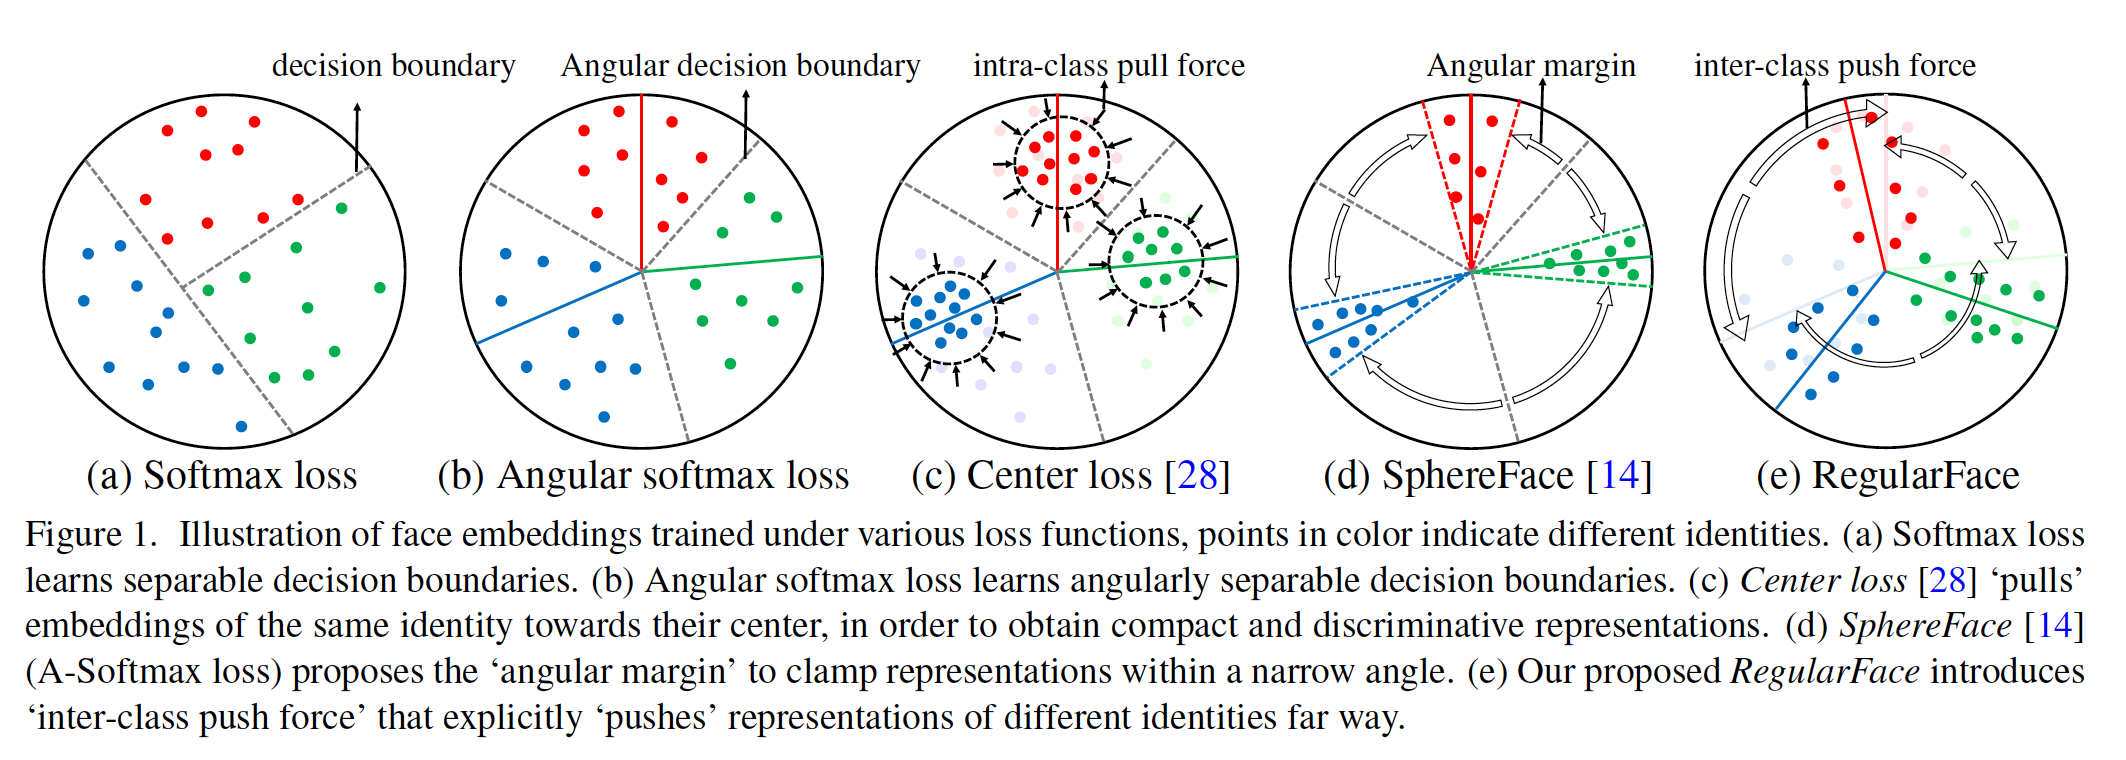 decision boundary
Angular decision boundary
intra-class pull force
Angular margin
inter-class push force
(a) Softmax loss
(b) Angular softmax loss
(c) Center loss [28]
(d) SphereFace [14]
(e) RegularFace
Figure 1. Illustration of face embeddings trained under various loss functions, points in color indicate different identities. (a) Softmax loss
learns separable decision boundaries. (b) Angular softmax loss learns angularly separable decision boundaries. (c) Center loss [28] ‘pulls’
embeddings of the same identity towards their center, in order to obtain compact and discriminative representations. (d) SphereFace [14]
(A-Softmax loss) proposes the ‘angular margin’ to clamp representations within a narrow angle. (e) Our proposed RegularFace introduces
‘inter-class push force’ that explicitly ‘pushes’ representations of different identities far way.